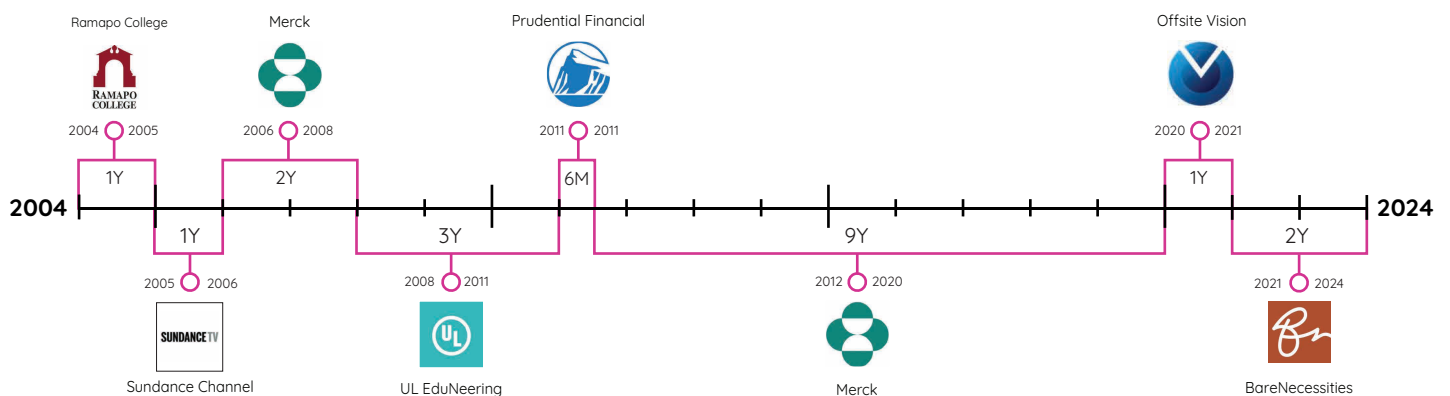 Ramapo College
Merck
Prudential Financial
Offsite Vision
RAMAPO
COLLEGE
2004 2005
2006 2008
2011 2011
2020 2021
1Y
2Y
6M
1Y
2004
2024
1Y
3Y
9Y
2Y
2005 2006
2008 2011
2012 2020
2021 2024
SUNDANCE TV
UL
Bn
Sundance Channel
UL EduNeering
Merck
BareNecessities